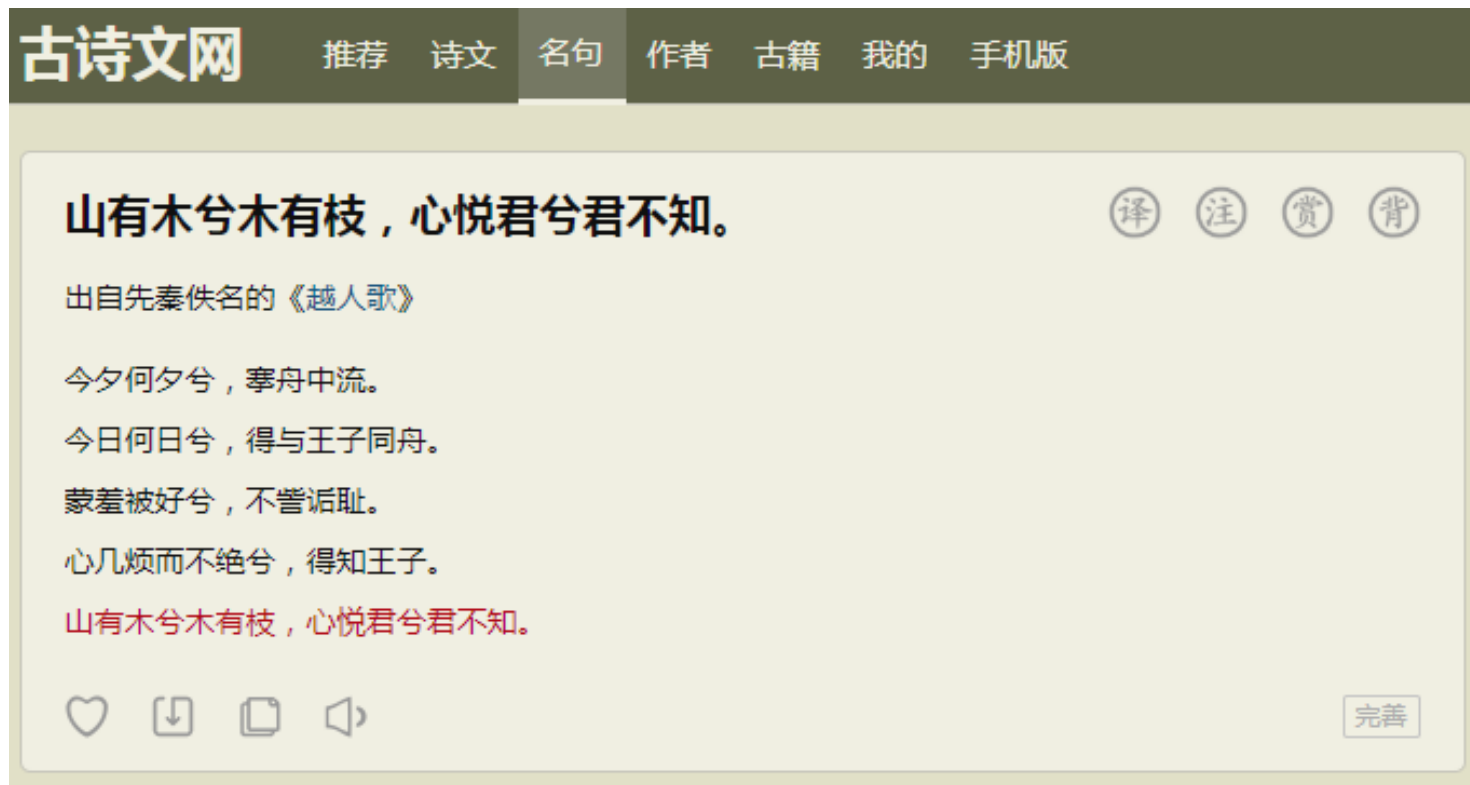 古诗文网 推荐 诗文 名句 作者 古籍 我的 手机版
山有木兮木有枝，心悦君兮君不知。 译 注 赏 背
出自先秦佚名的《越人歌》
今夕何夕兮，搴舟中流。
今日何日兮，得与王子同舟。
蒙羞被好兮，不訾诟耻。
心几烦而不绝兮，得知王子。
山有木兮木有枝，心悦君兮君不知。
完善